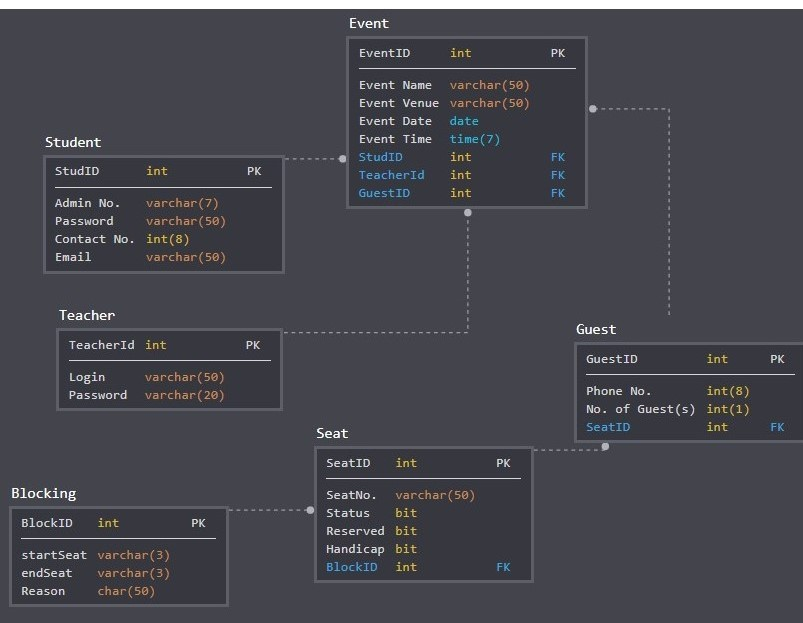 Event
EventID int PK
Event Name varchar(50)
Event Venue varchar(50)
Event Date date
Event Time time(7)
StudID int FK
TeacherId int FK
GuestID int FK
Student
StudID int PK
Admin No. varchar(7)
Password varchar(50)
Contact No. int(8)
Email varchar(50)
Teacher
TeacherId int PK
Login varchar(50)
Password varchar(20)
Guest
GuestID int PK
Phone No. int(8)
No. of Guest(s) int(1)
SeatID int FK
Seat
SeatID int PK
SeatNo. varchar(50)
Status bit
Reserved bit
Handicap bit
BlockID int FK
Blocking
BlockID int PK
startSeat varchar(3)
endSeat varchar(3)
Reason char(50)